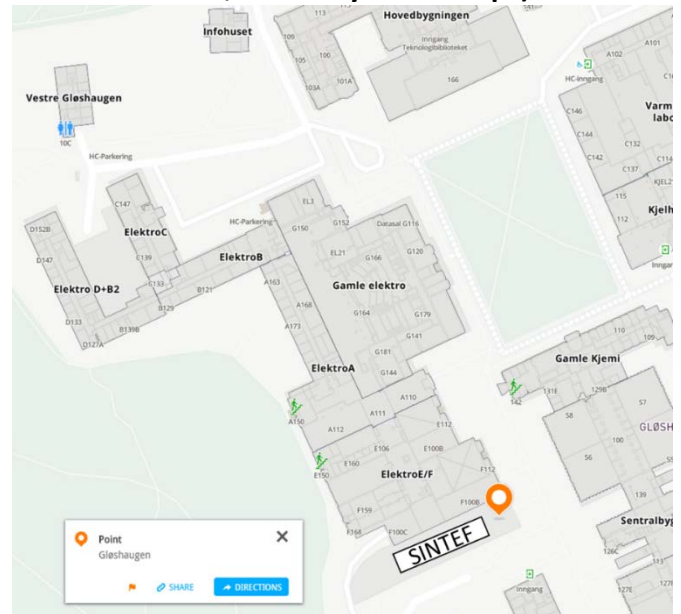 113
141
Hovedbygningen
Infohuset
109
105
100
103A
101A
Inngang
Teknologibiblioteket
166
A102
A101
HC-inngang
Vestre Gløshaugen
10C
HC-Parkering
C146
C144
C142
C132
C137
C114
Varm
labo
KJEL2
115
112
Kjelh
Inngan
C147
ElektroC
C139
C133
D152B
D147
Elektro D+B2
D133
D127A
B139B
B129
B121
ElektroB
HC-Parkering
EL3
G150
G152
Datasal G116
EL21
G166
G120
Gamle elektro
A163
A168
A173
G164
G179
G141
G181
G144
ElektroA
A150
A112
A111
A110
E112
E106
E100B
E160
E150
ElektroE/F
F112
F100B
F159
F164
F100C
SINTEF
110
109
Gamle Kjemi
142
131E
129B
S8
S7
100
S6
GLØSH
139
Sentralbyg
126C
113
127E
127B
Inngang
Point
Gløshaugen
SHARE
DIRECTIONS